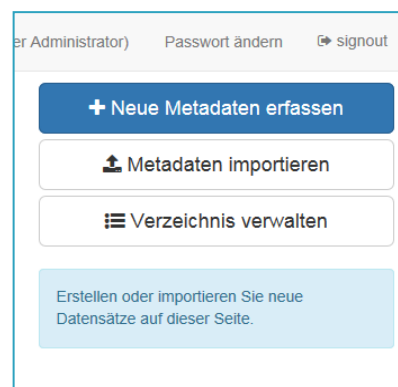 er Administrator) Passwort ändern signout
Neue Metadaten erfassen
Metadaten importieren
Verzeichnis verwalten
Erstellen oder importieren Sie neue
Datensätze auf dieser Seite.